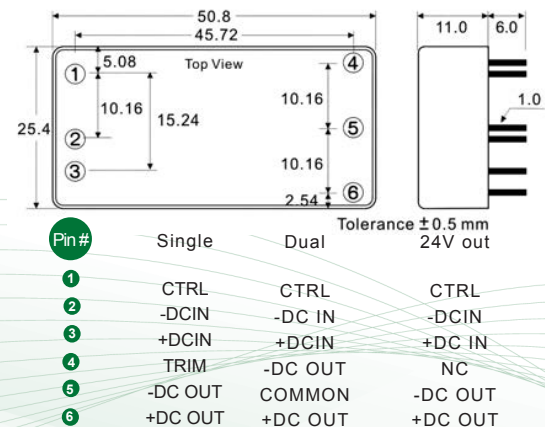 50.8
45.72
11.0 6.0
5.08 Top View
1 4
10.16 10.16 1.0
15.24
25.4 5
2
3 10.16
6
2.54
Tolerance ± 0.5 mm
Pin# Single Dual 24V out
1 CTRL CTRL CTRL
2 -DCIN -DC IN -DCIN
3 +DCIN +DCIN +DC IN
4 TRIM -DC OUT NC
5 -DC OUT COMMON -DC OUT
6 +DC OUT +DC OUT +DC OUT